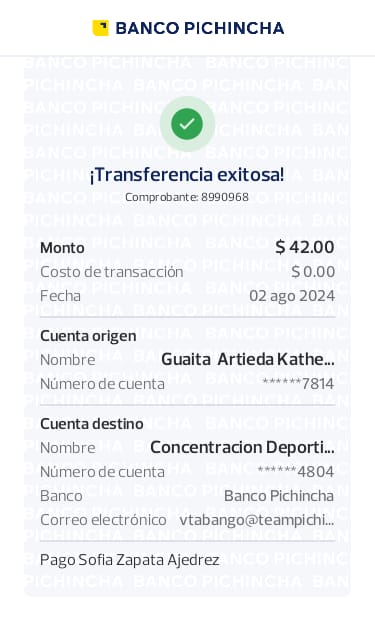 BANCO PICHINCHA
¡Transferencia exitosa!
Comprobante: 8990968
Monto $ 42.00
Costo de transacción $ 0.00
Fecha 02 ago 2024
Cuenta origen
Nombre Guaita Artieda Kathe...
Número de cuenta ******7814
Cuenta destino
Nombre Concentracion Deporti...
Número de cuenta ******4804
Banco Banco Pichincha
Correo electrónico vtabango@teampichi...
Pago Sofia Zapata Ajedrez